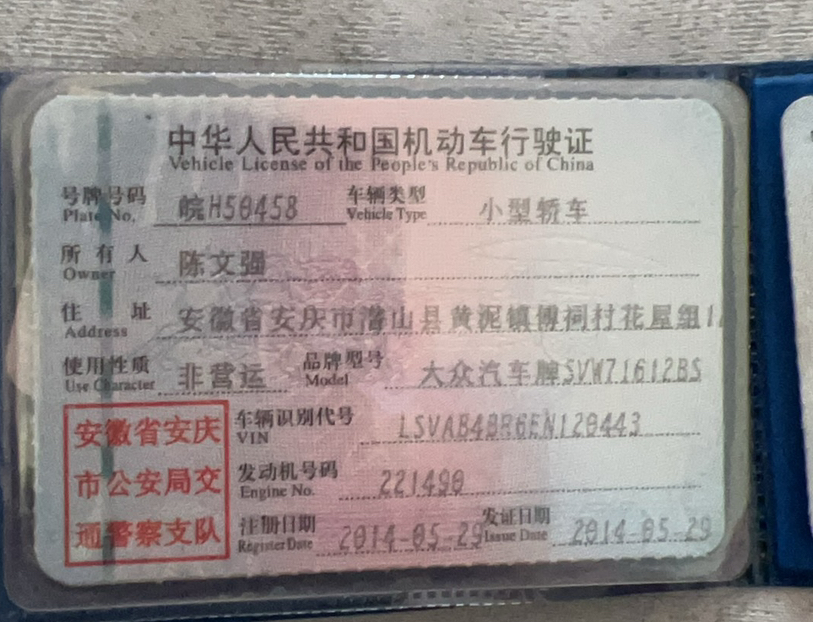 中华人民共和国机动车行驶证
Vehicle License of the People's Republic of China
号牌号码 皖H50458 车辆类型 小型轿车
Plate No. Vehicle Type
所有人 陈文强
Owner
住址 安徽省安庆市潜山县黄泥镇傅祠村花屋组1
Address
使用性质 非营运 品牌型号 大众汽车牌SVW71612BS
Use Character Model
安徽省安庆 车辆识别代号 LSVAB4BR6EN120443
VIN
市公安局交 发动机号码 221490
Engine No.
通警察支队 注册日期 2014-05-29 发证日期 2014-05-29
Register Date Issue Date